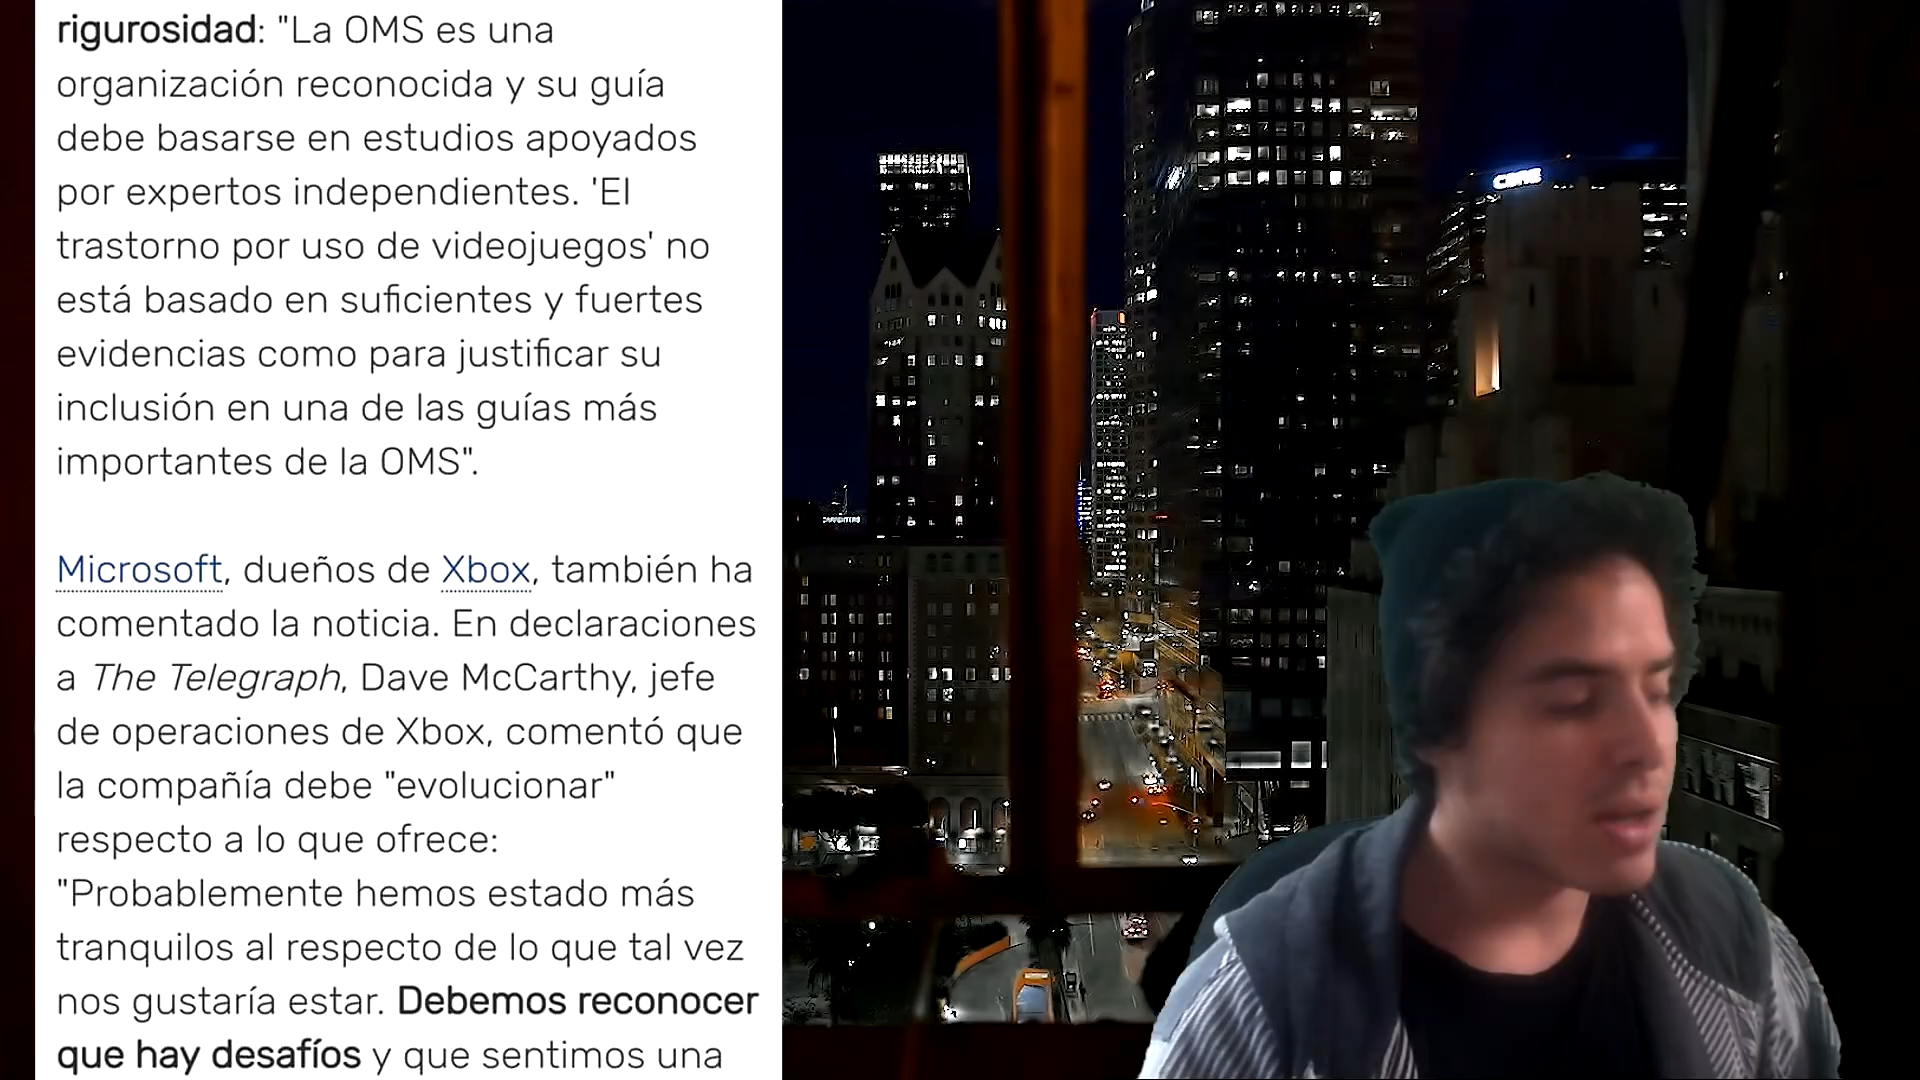 rigurosidad: "La OMS es una
organización reconocida y su guía
debe basarse en estudios apoyados
por expertos independientes. 'El
trastorno por uso de videojuegos' no
está basado en suficientes y fuertes
evidencias como para justificar su
inclusión en una de las guías más
importantes de la OMS".
Microsoft, dueños de Xbox, también ha
comentado la noticia. En declaraciones
a The Telegraph, Dave McCarthy, jefe
de operaciones de Xbox, comentó que
la compañía debe "evolucionar"
respecto a lo que ofrece:
"Probablemente hemos estado más
tranquilos al respecto de lo que tal vez
nos gustaría estar. Debemos reconocer
que hay desafíos y que sentimos una